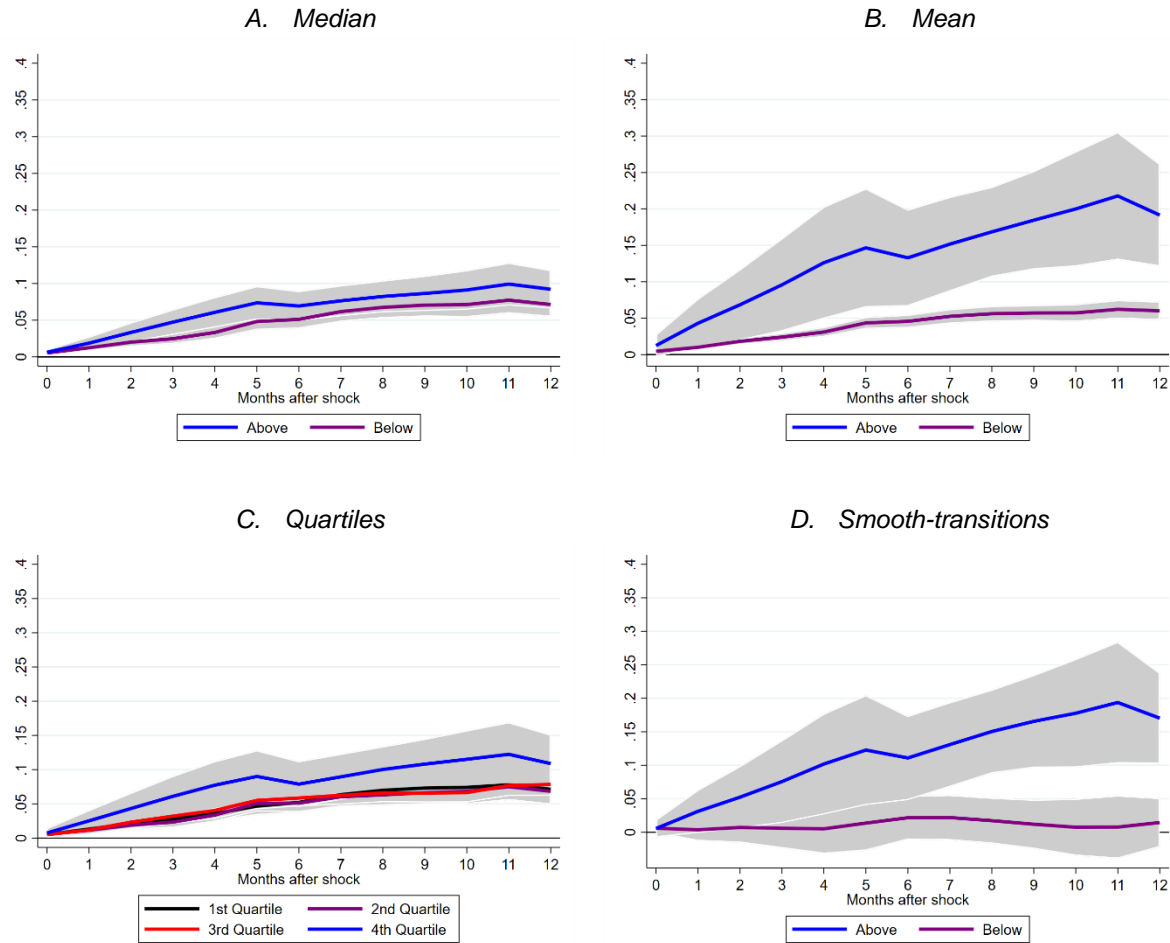 A. Median
.4
.35
.3
.25
.2
.15
.1
.05
0
0 1 2 3 4 5 6 7 8 9 10 11 12
Months after shock
Above Below
B. Mean
.4
.35
.3
.25
.2
.15
.1
.05
0
0 1 2 3 4 5 6 7 8 9 10 11 12
Months after shock
Above Below
C. Quartiles
.4
.35
.3
.25
.2
.15
.1
.05
0
0 1 2 3 4 5 6 7 8 9 10 11 12
Months after shock
1st Quartile 2nd Quartile
3rd Quartile 4th Quartile
D. Smooth-transitions
.4
.35
.3
.25
.2
.15
.1
.05
0
0 1 2 3 4 5 6 7 8 9 10 11 12
Months after shock
Above Below